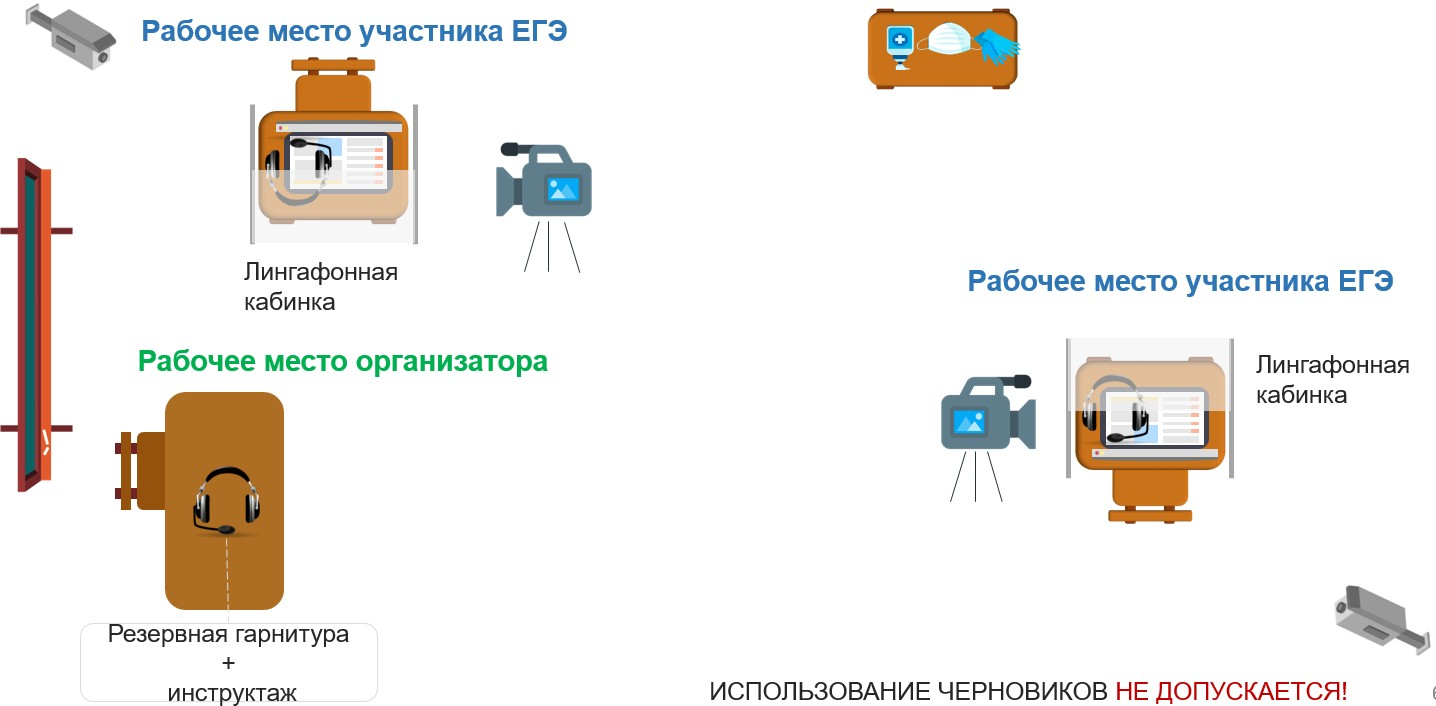 Рабочее место участника ЕГЭ
Лингафонная
кабинка
Рабочее место участника ЕГЭ
Лингафонная
кабинка
Рабочее место организатора
Резервная гарнитура
+
инструктаж
ИСПОЛЬЗОВАНИЕ ЧЕРНОВИКОВ НЕ ДОПУСКАЕТСЯ!